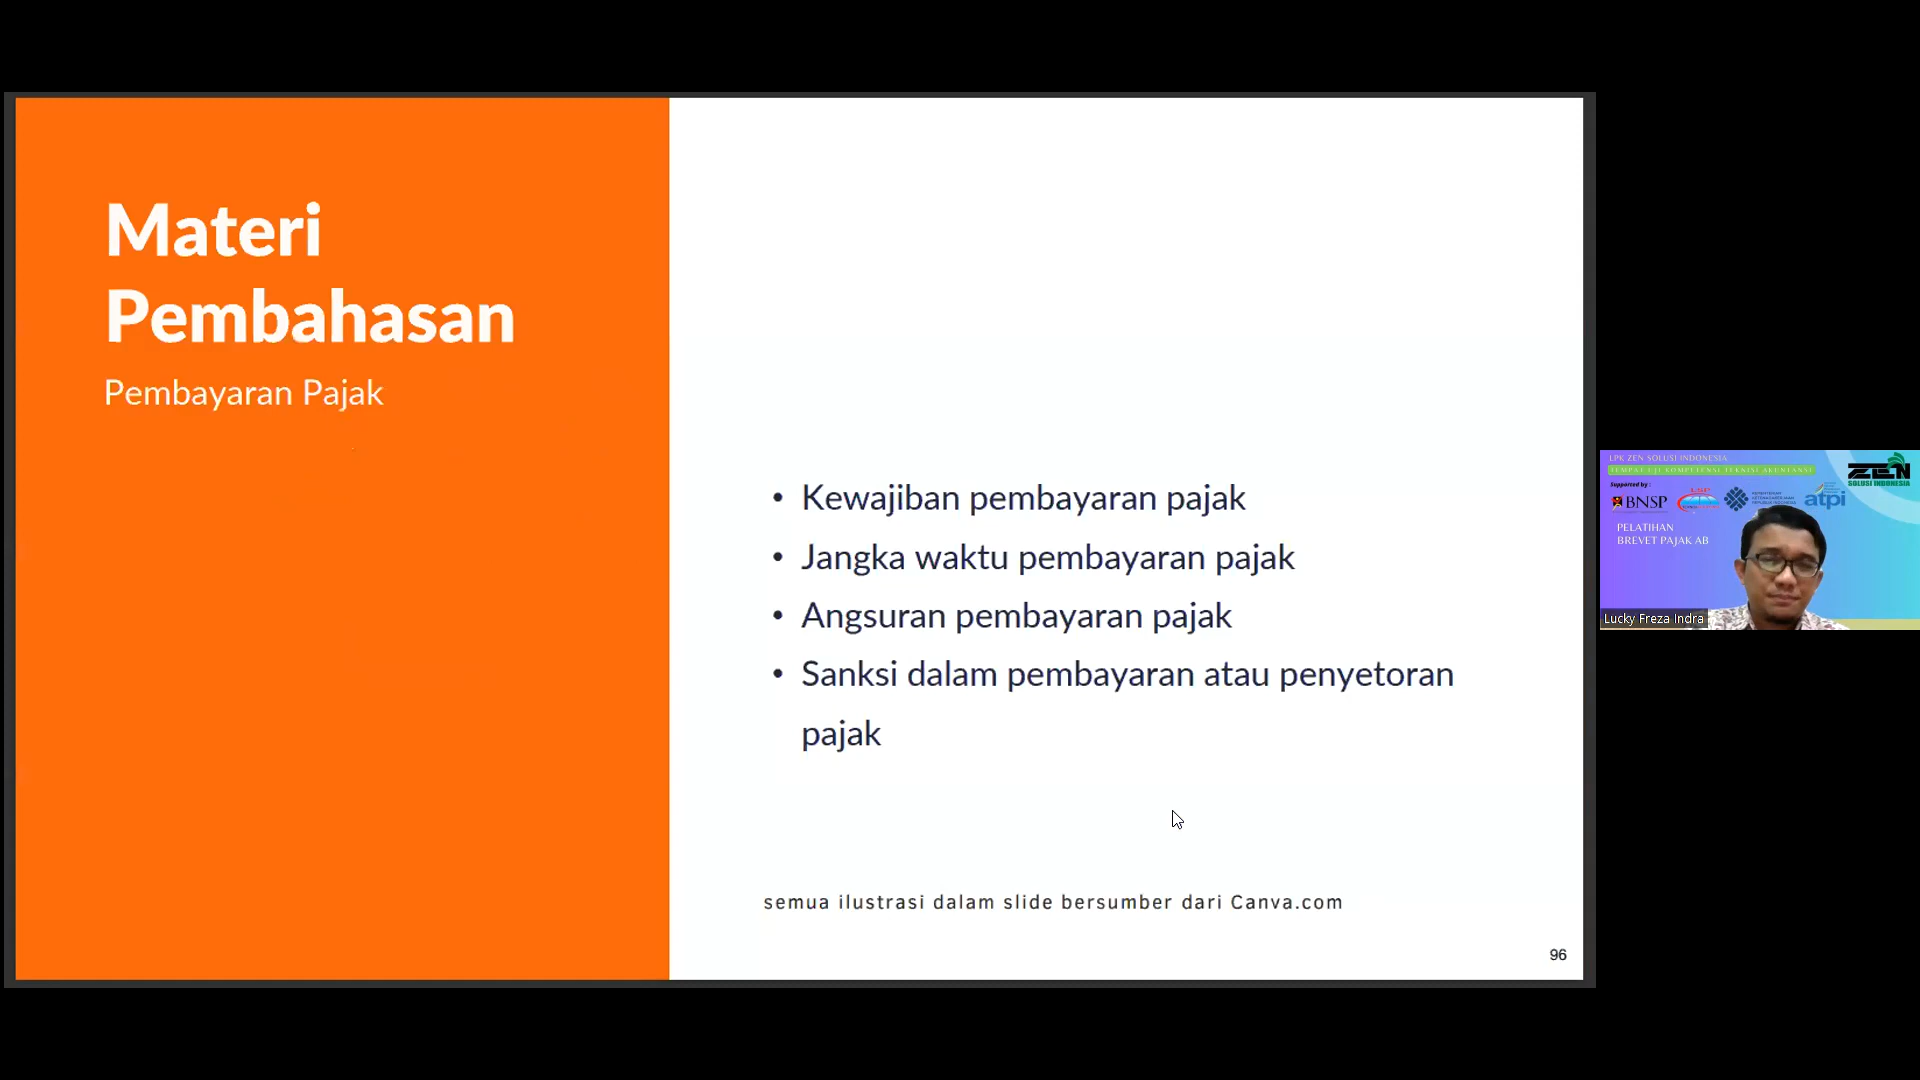 Materi
Pembahasan
Pembayaran Pajak
• Kewajiban pembayaran pajak
• Jangka waktu pembayaran pajak
• Angsuran pembayaran pajak
• Sanksi dalam pembayaran atau penyetoran
pajak
semua ilustrasi dalam slide bersumber dari Canva.com
96
LPK ZEN SOLUSI INDONESIA
TEMPAT UJI KOMPETENSI TEKNISI AKUNTANSI
ZEN
SOLUSI INDONESIA
Supported by :
BNSP
atpi
PELATIHAN
BREVET PAJAK AB
Lucky Freza Indra